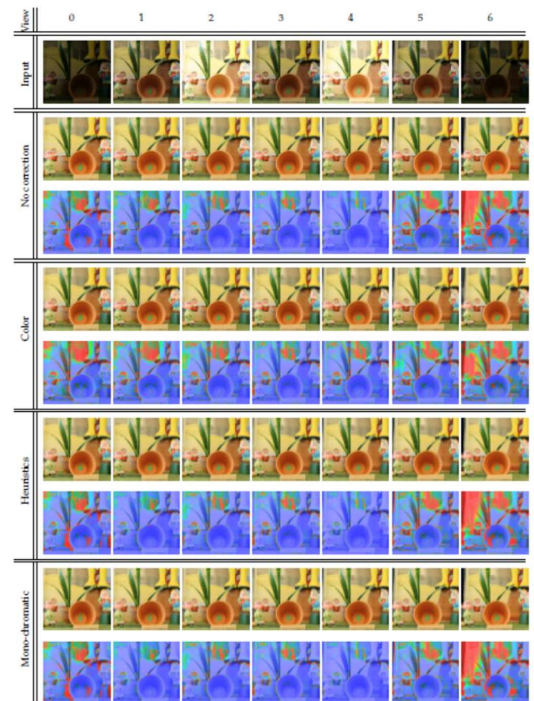 View 0 1 2 3 4 5 6
Input
No correction
Color
Heuristics
Mono-chromatic